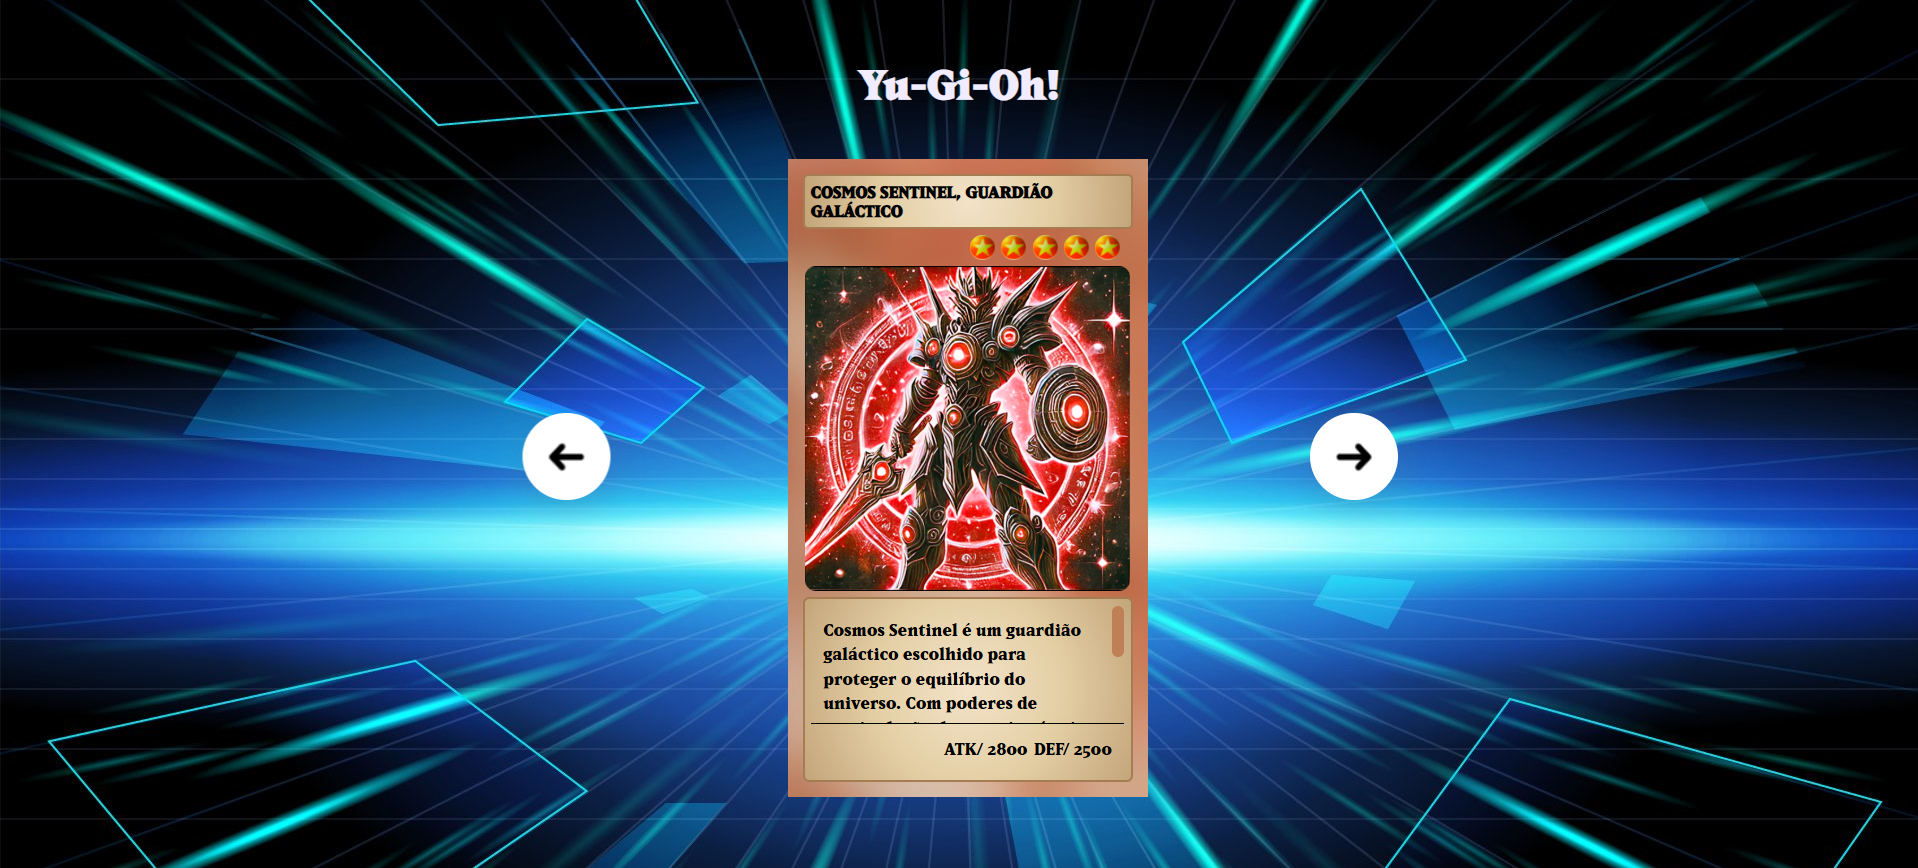 Yu-Gi-Oh!
COSMOS SENTINEL, GUARDIÃO
GALÁCTICO
Cosmos Sentinel é um guardião
galáctico escolhido para
proteger o equilíbrio do
universo. Com poderes de
ATK/ 2800 DEF/ 2500